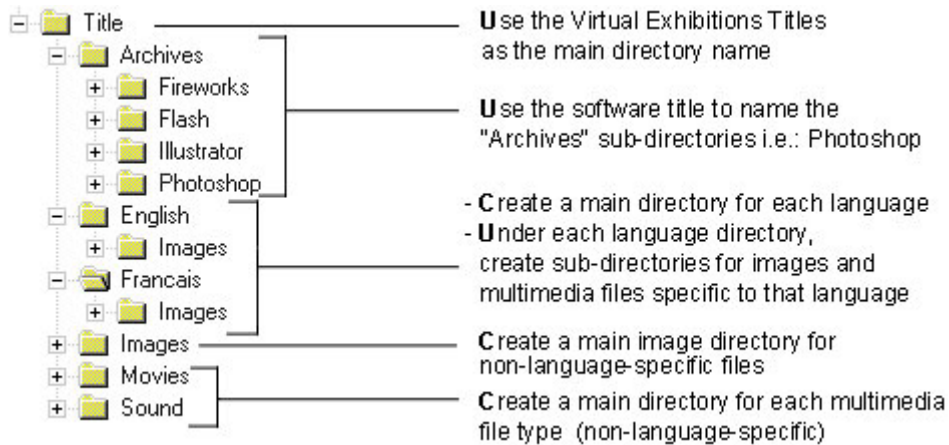 Title
Archives
Fireworks
Flash
Illustrator
Photoshop
English
Images
Francais
Images
Images
Movies
Sound
Use the Virtual Exhibitions Titles
as the main directory name
Use the software title to name the
"Archives" sub-directories i.e.: Photoshop
- Create a main directory for each language
- Under each language directory,
create sub-directories for images and
multimedia files specific to that language
Create a main image directory for
non-language-specific files
Create a main directory for each multimedia
file type (non-language-specific)